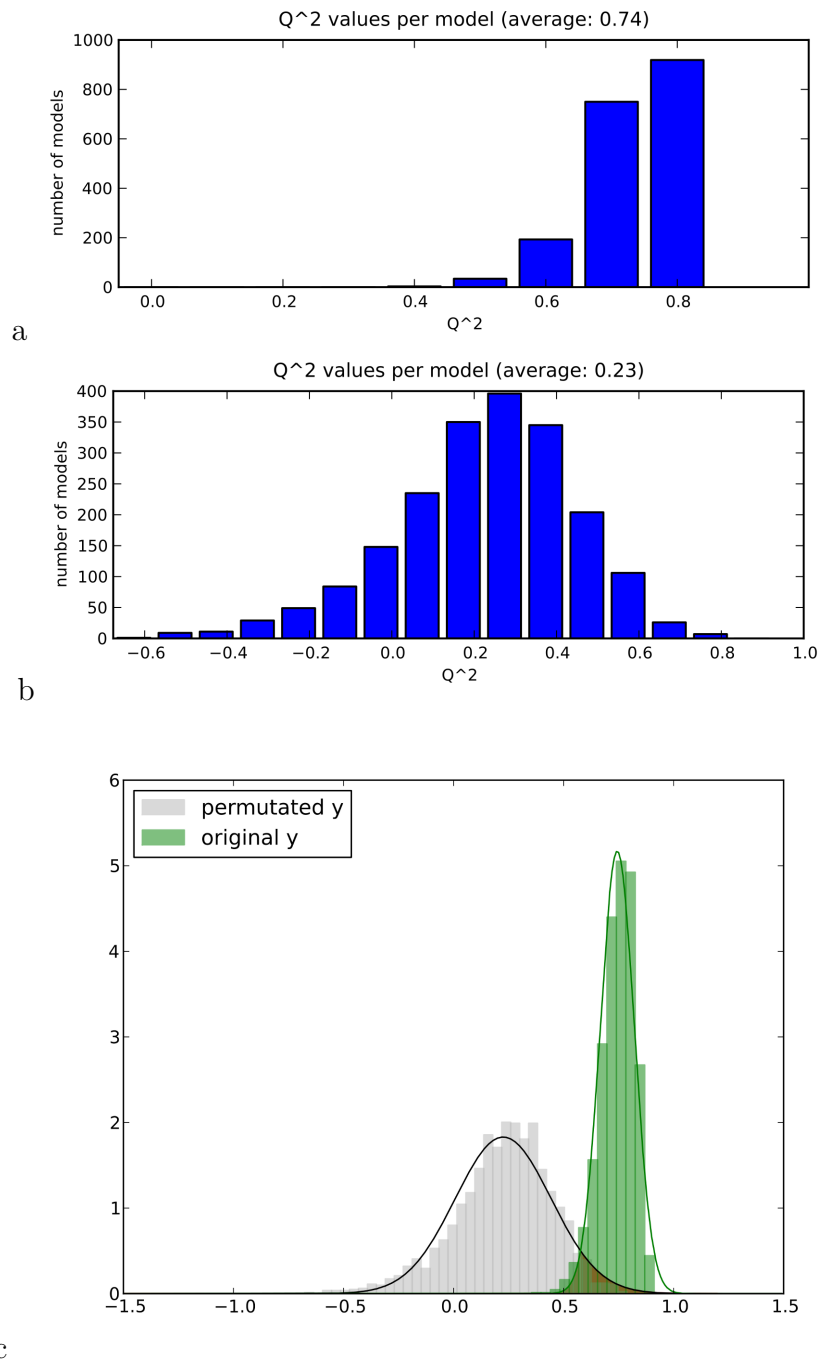 Q^2 values per model (average: 0.74)
1000
800
600
400
200
0
number of models
0.0 0.2 0.4 0.6 0.8
Q^2
a
Q^2 values per model (average: 0.23)
400
350
300
250
200
150
100
50
0
number of models
−0.6 −0.4 −0.2 0.0 0.2 0.4 0.6 0.8 1.0
Q^2
b
6
5
4
3
2
1
0
permutated y
original y
−1.5 −1.0 −0.5 0.0 0.5 1.0 1.5
c